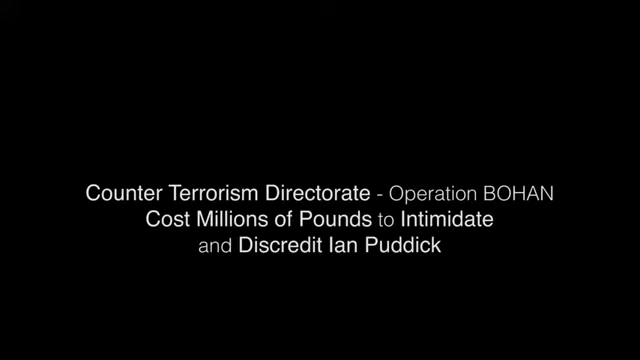 Counter Terrorism Directorate - Operation BOHAN
Cost Millions of Pounds to Intimidate
and Discredit Ian Puddick